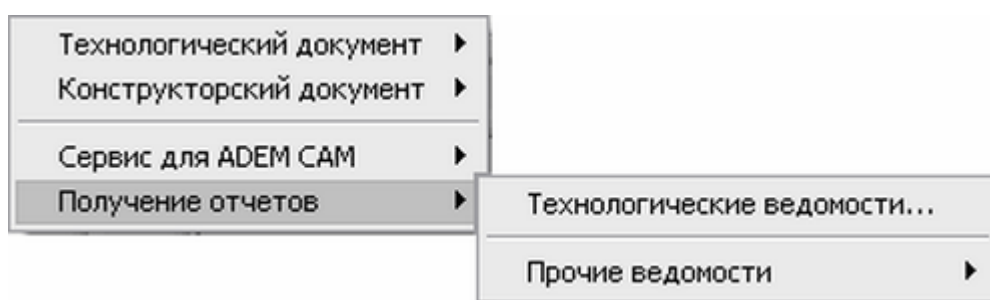 Технологический документ
Конструкторский документ
Сервис для ADEM CAM
Получение отчетов
Технологические ведомости...
Прочие ведомости